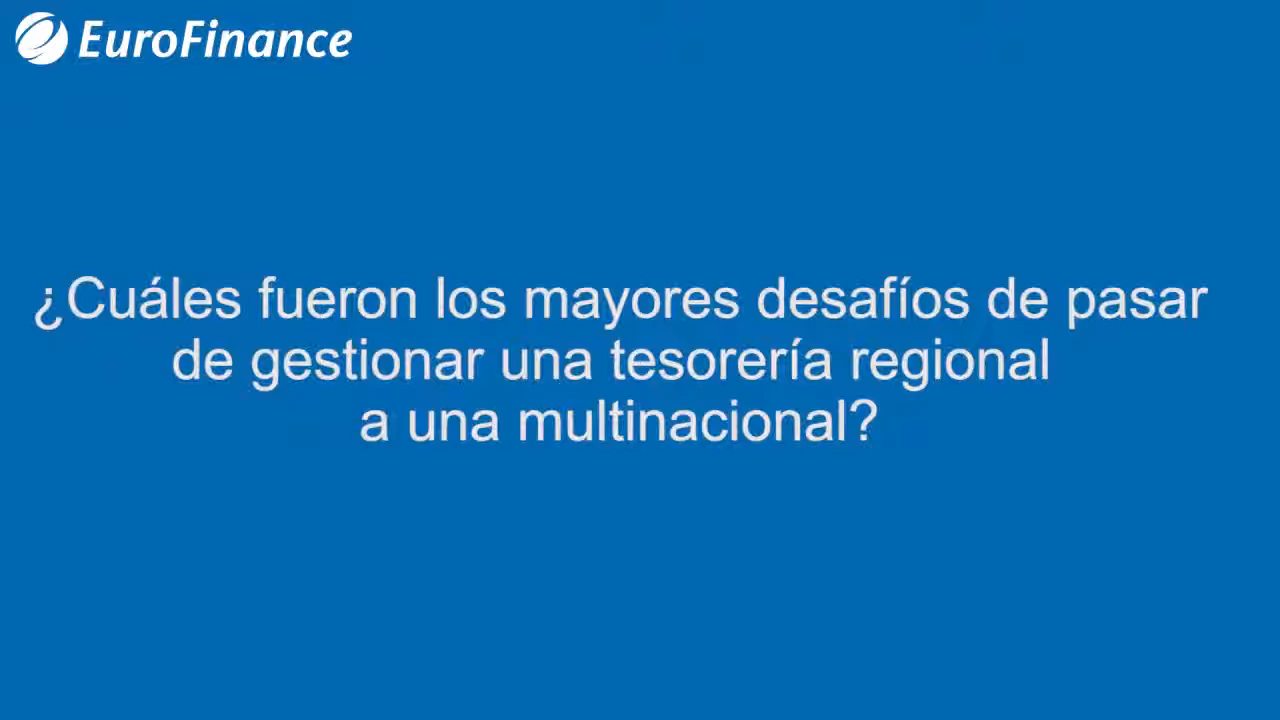 EuroFinance
¿Cuáles fueron los mayores desafíos de pasar
de gestionar una tesorería regional
a una multinacional?